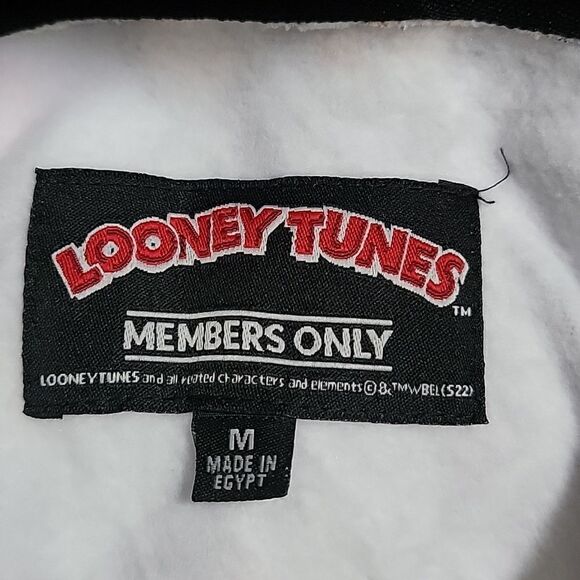 LOONEY TUNES
TM
MEMBERS ONLY
LOONEY TUNES and all related characters and elements © & ™ WBEI (S22)
M
MADE IN
EGYPT